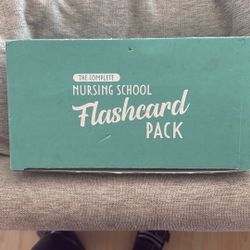 THE COMPLETE
NURSING SCHOOL
Flashcard
PACK